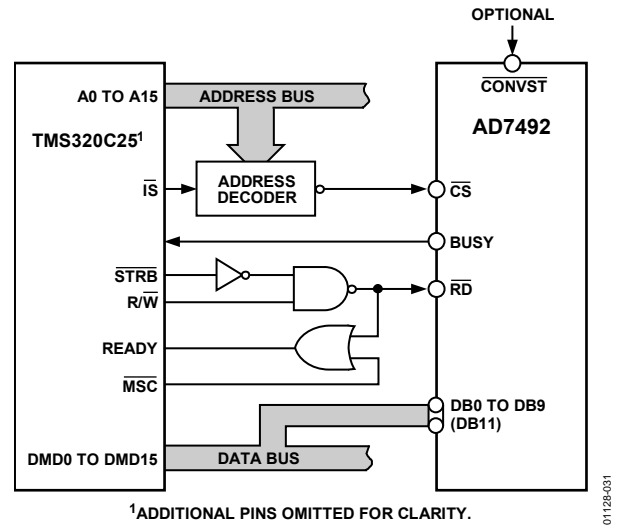 OPTIONAL
CONVST
A0 TO A15
ADDRESS BUS
AD7492
TMS320C25¹
IS
ADDRESS
DECODER
CS
BUSY
STRB
R/W
RD
READY
MSC
DB0 TO DB9
(DB11)
DMD0 TO DMD15
DATA BUS
¹ADDITIONAL PINS OMITTED FOR CLARITY.
01128-031